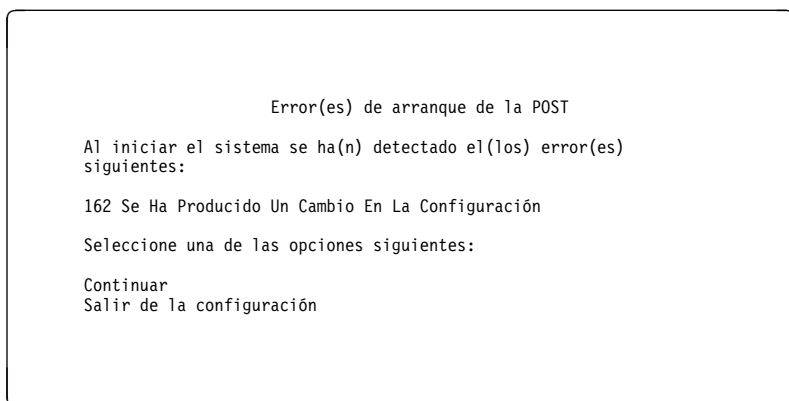 Error(es) de arranque de la POST
Al iniciar el sistema se ha(n) detectado el(los) error(es)
siguientes:
162 Se Ha Producido Un Cambio En La Configuración
Seleccione una de las opciones siguientes:
Continuar
Salir de la configuración